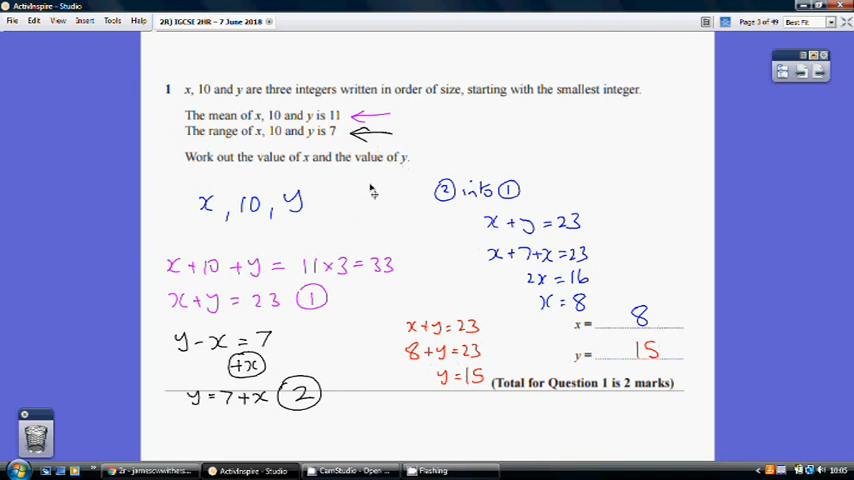 ActivInspire - Studio
File Edit View Insert Tools Help
2R) IGCSE 2HR – 7 June 2018
Page 3 of 49
Best Fit
1 x, 10 and y are three integers written in order of size, starting with the smallest integer.
The mean of x, 10 and y is 11
The range of x, 10 and y is 7
Work out the value of x and the value of y.
x , 10 , y
x+10+y = 11×3=33
x+y = 23 ①
y-x = 7
+x
y=7+x ②
② into ①
x+y=23
x+7+x=23
2x=16
x=8
x+y=23
8+y=23
y=15
x = 8
y = 15
(Total for Question 1 is 2 marks)
2r - jamescwwitheis...
ActivInspire - Studio
CamStudio - Open ...
Flashing
10:05